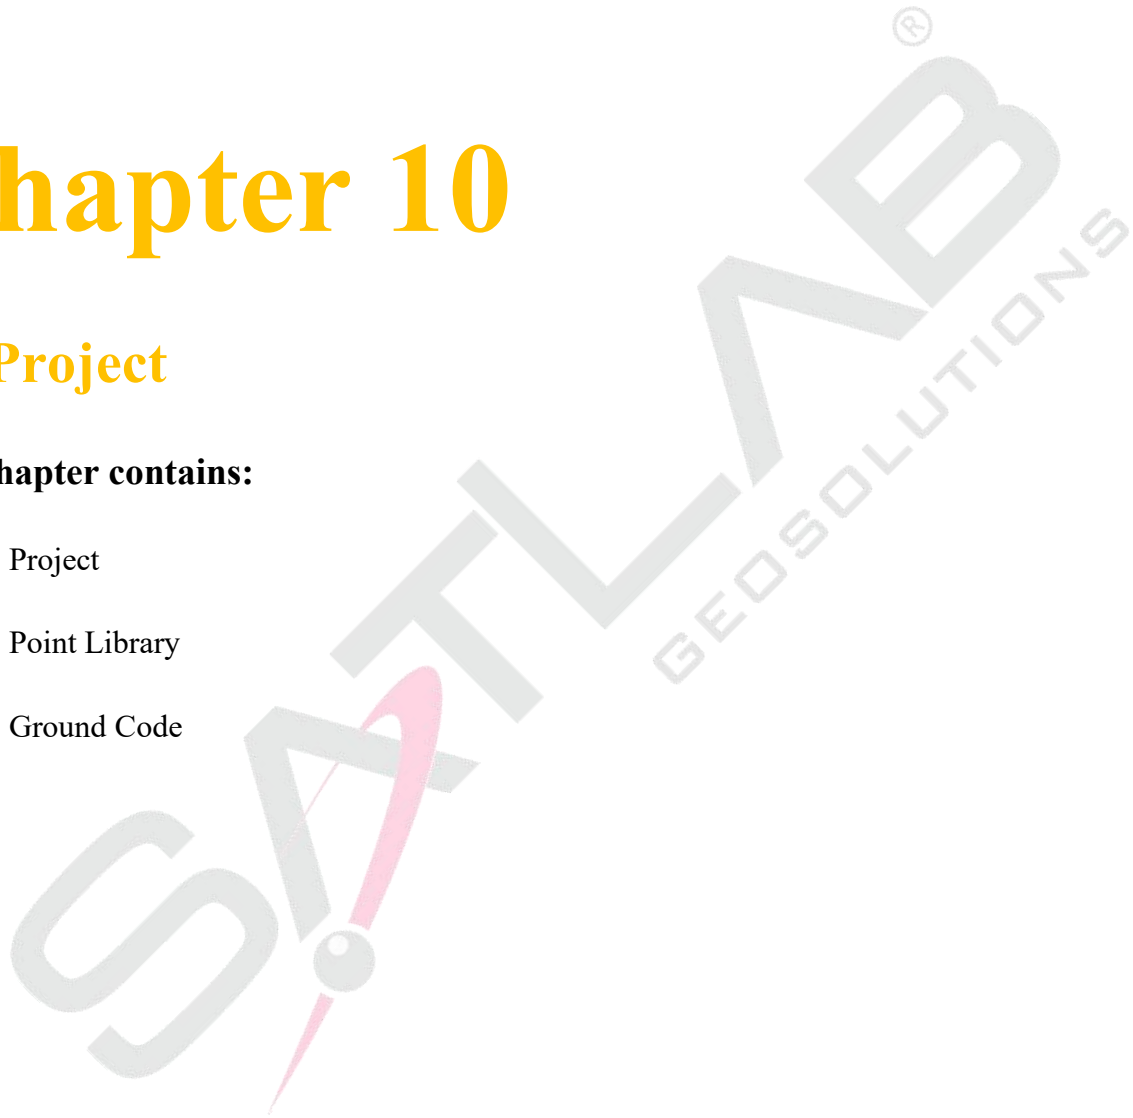 hapter 10
Project
hapter contains:
Project
Point Library
Ground Code
SATLAB
GEOSOLUTIONS
®